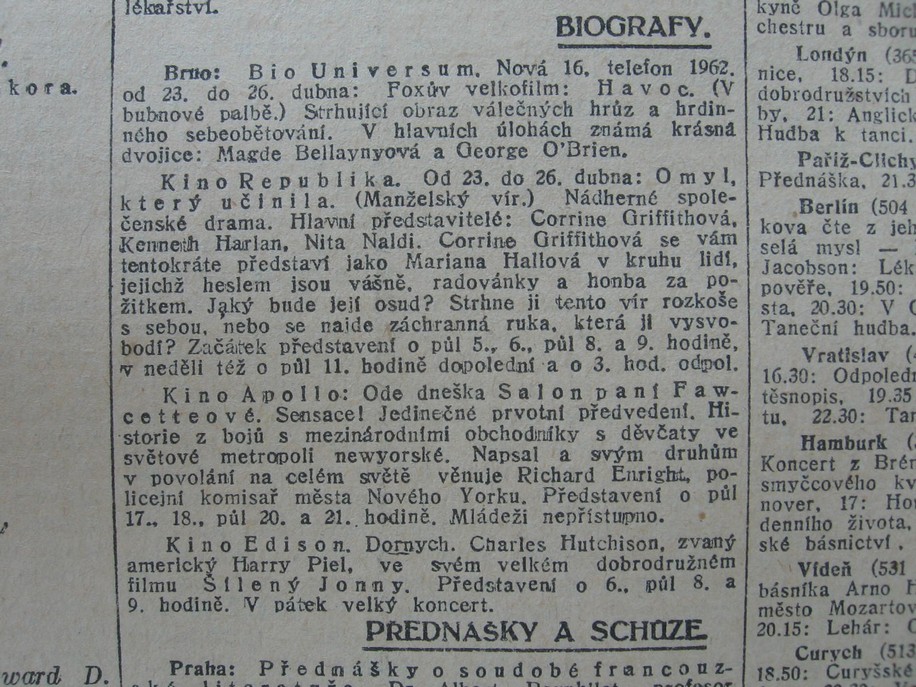 lékařství.
BIOGRAFY.
Brno: Bio Universum. Nová 16. telefon 1962.
od 23. do 26. dubna: Foxův velkofilm: Havoc. (V
bubnové palbě.) Strhující obraz válečných hrůz a hrdin-
ného sebeobětování. V hlavních úlohách známá krásná
dvojice: Magde Bellaynyová a George O'Brien.
Kino Republika. Od 23. do 26. dubna: Omyl,
který učinila. (Manželský vír.) Nádherné spole-
čenské drama. Hlavní představitelé: Corrine Griffithová,
Kenneth Harlan, Nita Naldi. Corrine Griffithová se vám
tentokráte představí jako Mariana Hallová v kruhu lidí,
jejichž heslem jsou vášně, radovánky a honba za po-
žitkem. Jaký bude její osud? Strhne ji tento vír rozkoše
s sebou, nebo se najde záchranná ruka, která ji vysvo-
bodí? Začátek představení o půl 5., 6., půl 8. a 9. hodině,
v neděli též o půl 11. hodině dopolední a o 3. hod. odpol.
Kino Apollo: Ode dneška Salon paní Faw-
cetteové. Sensace! Jedinečné prvotní předvedení. Hi-
storie z bojů s mezinárodními obchodníky s děvčaty ve
světové metropoli newyorské. Napsal a svým druhům
v povolání na celém světě věnuje Richard Enright, po-
licejní komisař města Nového Yorku. Představení o půl
17., 18., půl 20. a 21. hodině. Mládeži nepřístupno.
Kino Edison. Dornych. Charles Hutchison, zvaný
americký Harry Piel, ve svém velkém dobrodružném
filmu Šílený Jonny. Představení o 6., půl 8. a
9. hodině. V pátek velký koncert.
PŘEDNÁŠKY A SCHŮZE.
Praha: Přednášky o soudobé francouz-
kora.
ward D.
kyně Olga
chestru a sboru
Londýn
nice, 18.15:
dobrodružstvích
by, 21:
Hudba k tanci.
Paříž-Clichy
Přednáška, 21.3
Berlín (504
kova čte z jeh
selá mysl —
Jacobson: Lék
pověře, 19.50:
sta, 20.30: V
Taneční hudba.
Vratislav
16.30: Odpoledn
těsnopis, 19.35
tu, 22.30: Tan
Hamburk
Koncert z Brém
smyčcového kv
nover, 17:
denního života,
ské básnictví.
Vídeň (531
básníka Arno
město Mozartov
20.15: Lehár:
Curych (513
18.50: Curyšské